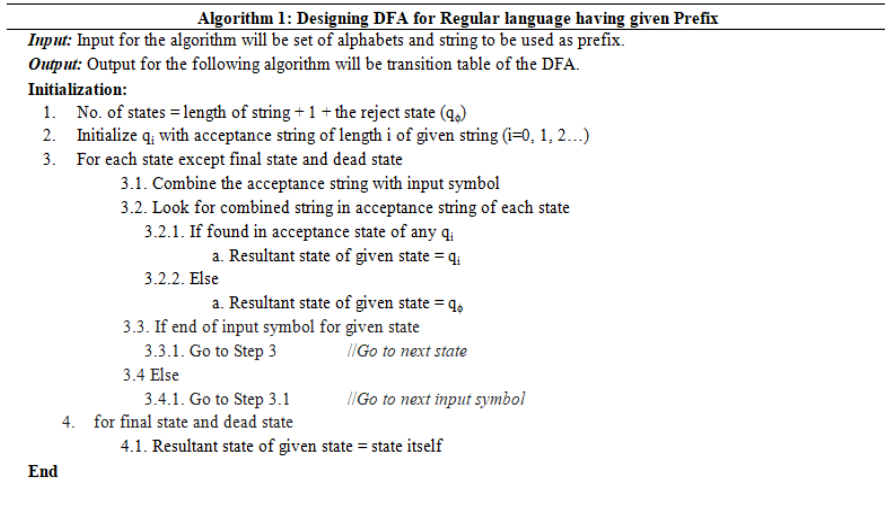 Algorithm 1: Designing DFA for Regular language having given Prefix
Input: Input for the algorithm will be set of alphabets and string to be used as prefix.
Output: Output for the following algorithm will be transition table of the DFA.
Initialization:
1. No. of states = length of string + 1 + the reject state (qϕ)
2. Initialize qi with acceptance string of length i of given string (i=0, 1, 2…)
3. For each state except final state and dead state
3.1. Combine the acceptance string with input symbol
3.2. Look for combined string in acceptance string of each state
3.2.1. If found in acceptance state of any qi
a. Resultant state of given state = qi
3.2.2. Else
a. Resultant state of given state = qϕ
3.3. If end of input symbol for given state
3.3.1. Go to Step 3 //Go to next state
3.4 Else
3.4.1. Go to Step 3.1 //Go to next input symbol
4. for final state and dead state
4.1. Resultant state of given state = state itself
End